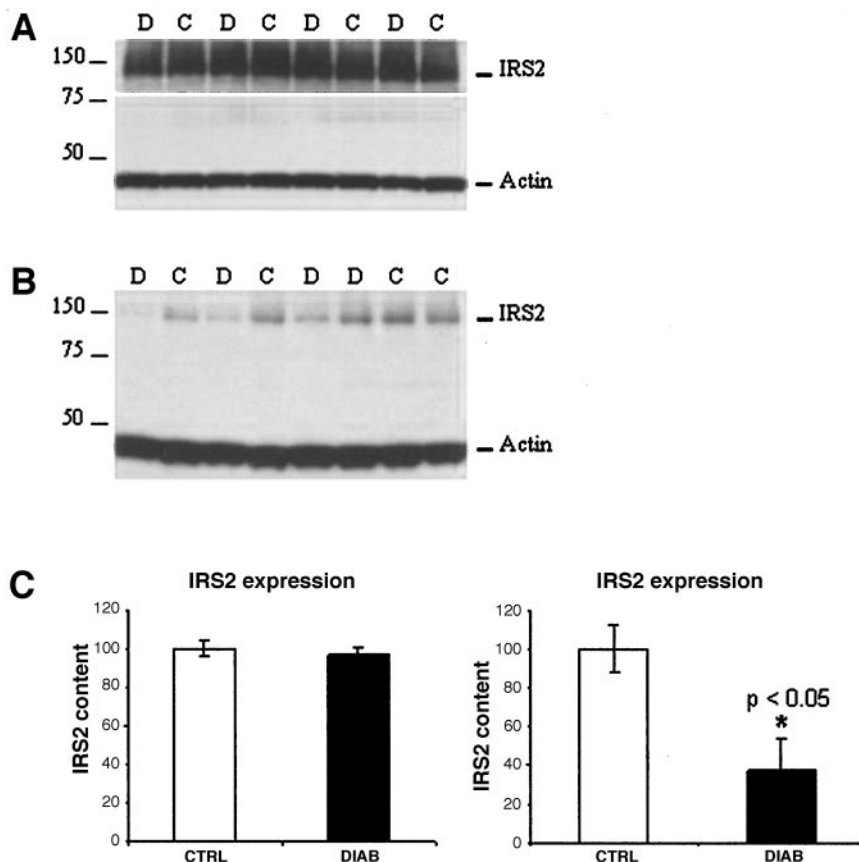 A
D C D C D C D C
150
IRS2
75
50
Actin
B
D C D C D D C C
150
IRS2
75
50
Actin
C
IRS2 expression
IRS2 content
120
100
80
60
40
20
0
CTRL DIAB
IRS2 expression
IRS2 content
120
100
80
60
40
20
0
p < 0.05
*
CTRL DIAB